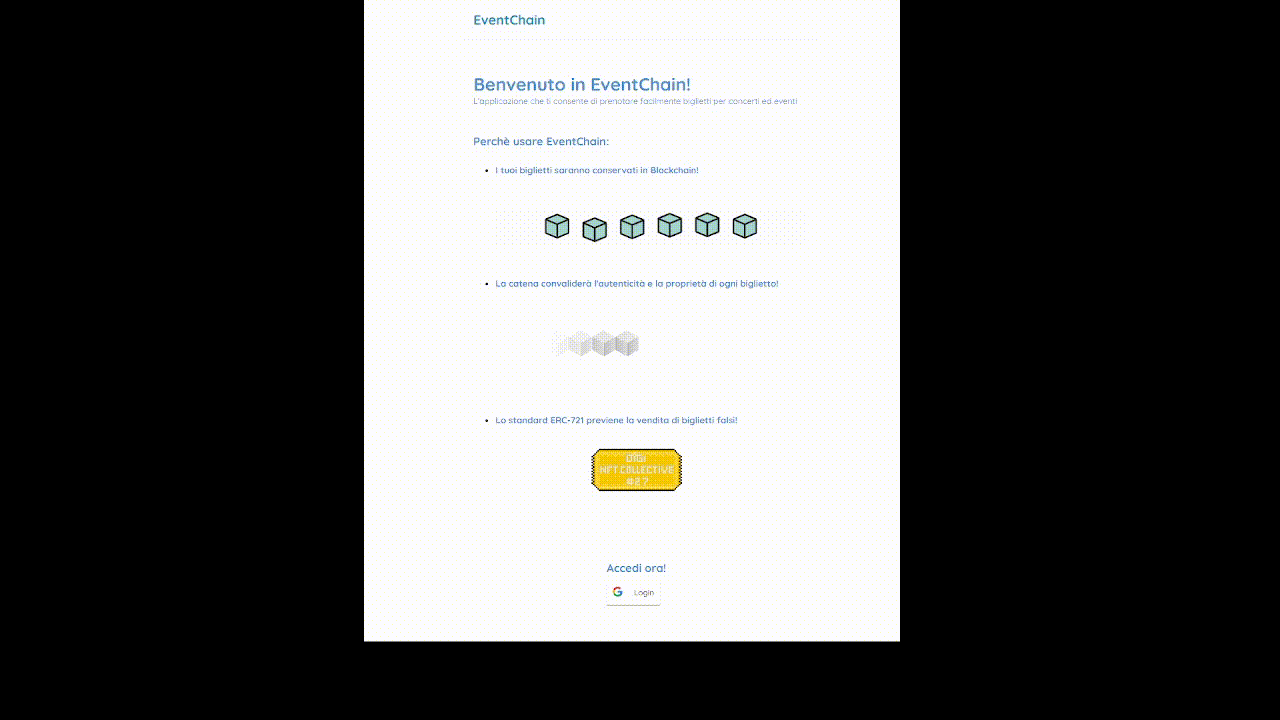 EventChain
Benvenuto in EventChain!
L'applicazione che ti consente di prenotare facilmente biglietti per concerti ed eventi
Perchè usare EventChain:
I tuoi biglietti saranno conservati in Blockchain!
La catena convaliderà l'autenticità e la proprietà di ogni biglietto!
Lo standard ERC-721 previene la vendita di biglietti falsi!
NFT COLLECTIVE
#27
Accedi ora!
Login